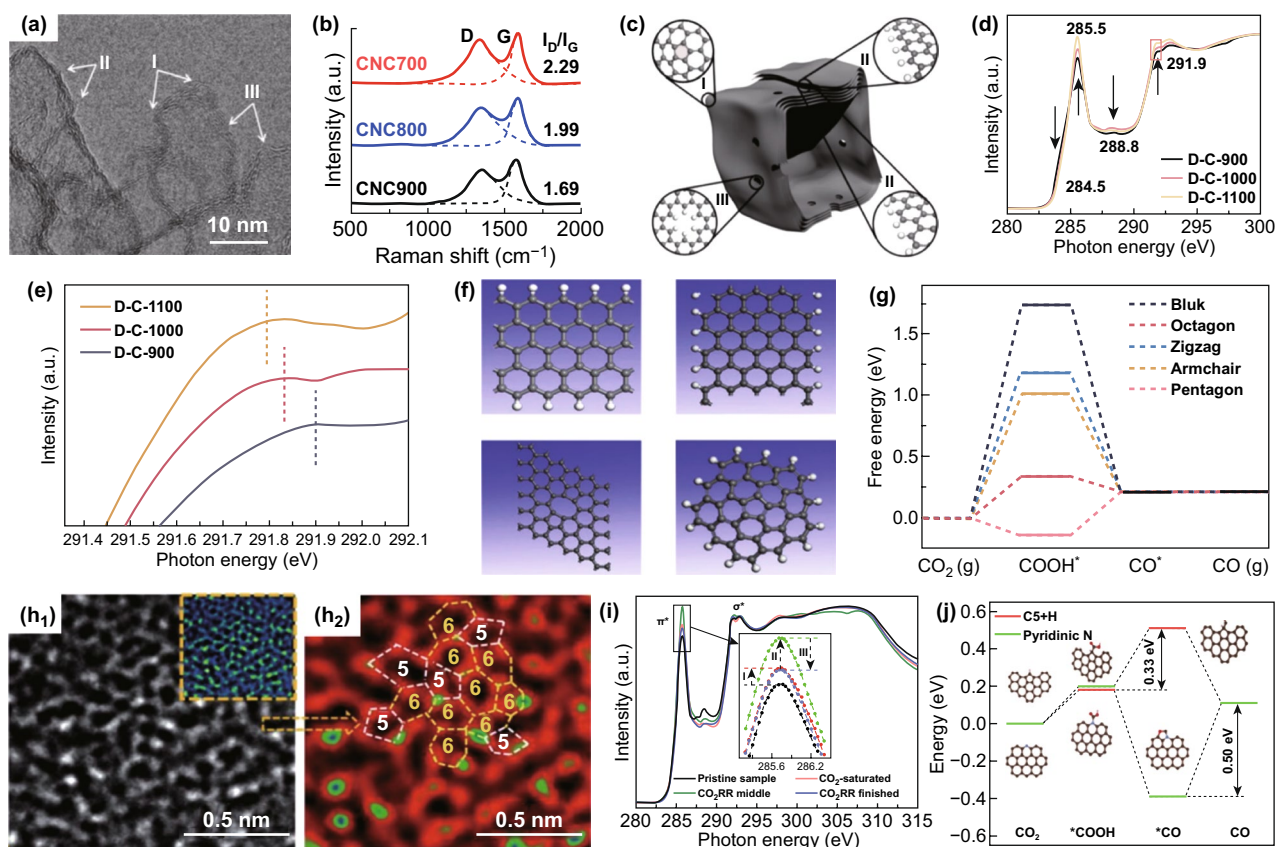 (a)
II
I
III
10 nm
(b)
D
G
I_D/I_G
2.29
CNC700
CNC800
1.99
CNC900
1.69
Intensity (a.u.)
500
1000
1500
2000
Raman shift (cm⁻¹)
(c)
I
II
II
III
(d)
285.5
291.9
288.8
284.5
D-C-900
D-C-1000
D-C-1100
Intensity (a.u.)
280
285
290
295
300
Photon energy (eV)
(e)
D-C-1100
D-C-1000
D-C-900
Intensity (a.u.)
291.4
291.5
291.6
291.7
291.8
291.9
292.0
292.1
Photon energy (eV)
(f)
(g)
Bluk
Octagon
Zigzag
Armchair
Pentagon
Free energy (eV)
1.5
1.0
0.5
0.0
CO₂ (g)
COOH*
CO*
CO (g)
(h₁)
0.5 nm
(h₂)
6
5
5
6
6
5
6
6
6
6
6
5
6
5
0.5 nm
(i)
π*
σ*
I
II
III
285.6
286.2
Pristine sample
CO₂-saturated
CO₂RR middle
CO₂RR finished
Intensity (a.u.)
280
285
290
295
300
305
310
315
Photon energy (eV)
(j)
C5+H
Pyridinic N
0.33 eV
0.50 eV
Energy (eV)
0.6
0.4
0.2
0.0
−0.2
−0.4
−0.6
CO₂
*COOH
*CO
CO